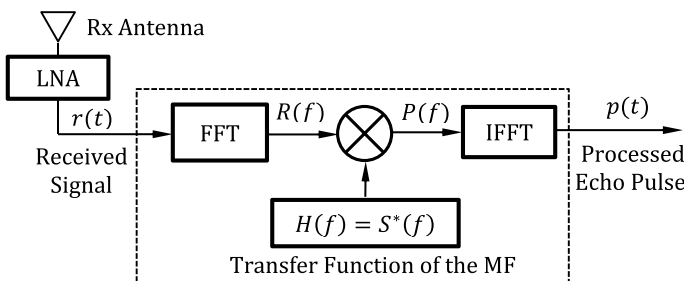 Rx Antenna
LNA
r(t)
Received
Signal
FFT
R(f)
P(f)
IFFT
p(t)
Processed
Echo Pulse
H(f) = S*(f)
Transfer Function of the MF